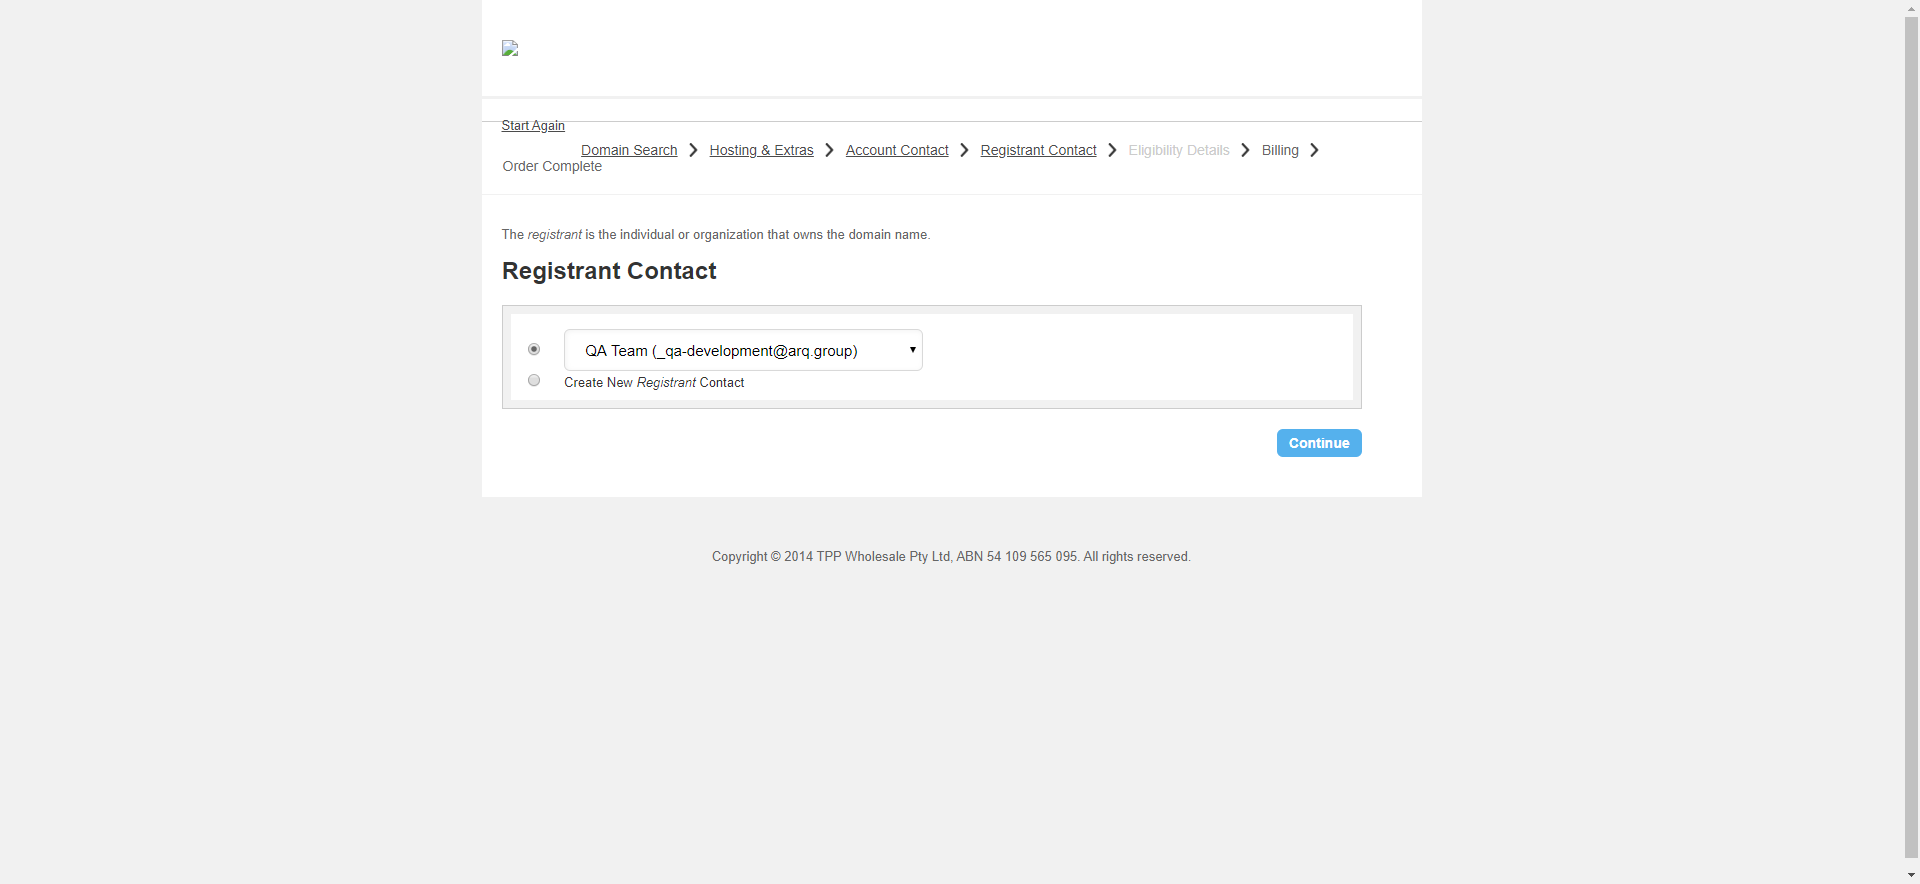 Start Again
Domain Search Hosting & Extras Account Contact Registrant Contact Eligibility Details Billing
Order Complete
The registrant is the individual or organization that owns the domain name.
Registrant Contact
QA Team (_qa-development@arq.group)
Create New Registrant Contact
Continue
Copyright © 2014 TPP Wholesale Pty Ltd, ABN 54 109 565 095. All rights reserved.